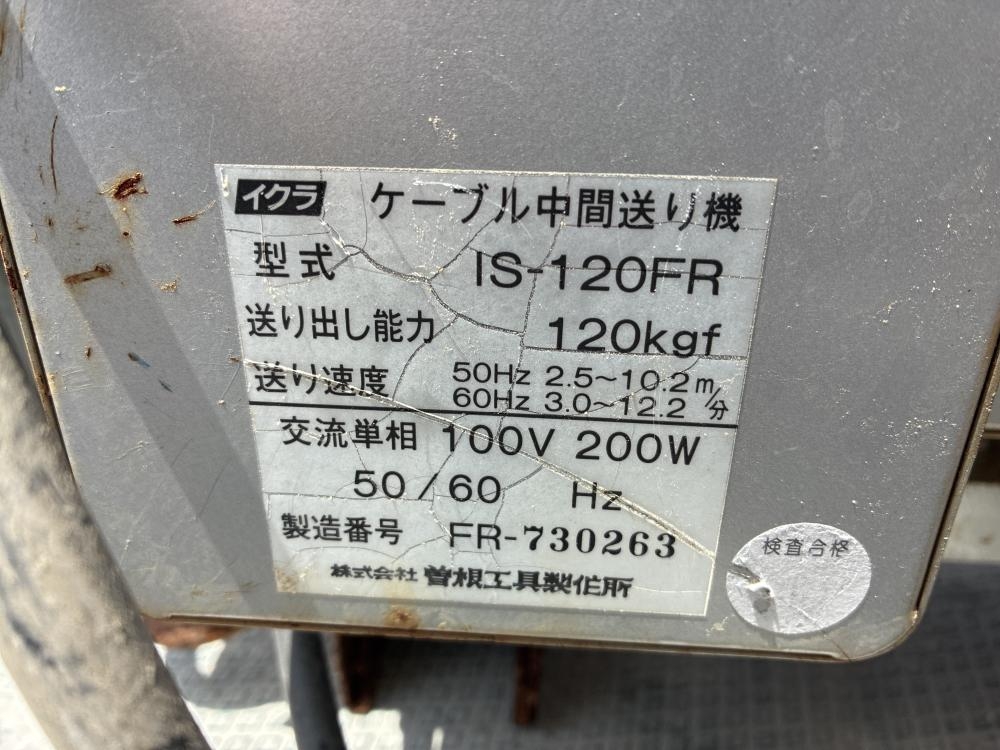 イクラ ケーブル中間送り機
型式 IS-120FR
送り出し能力 120kgf
送り速度 50Hz 2.5～10.2 m/分
60Hz 3.0～12.2
交流単相 100V 200W
50/60 Hz
製造番号 FR-730263
株式会社 曽根工具製作所
検査合格